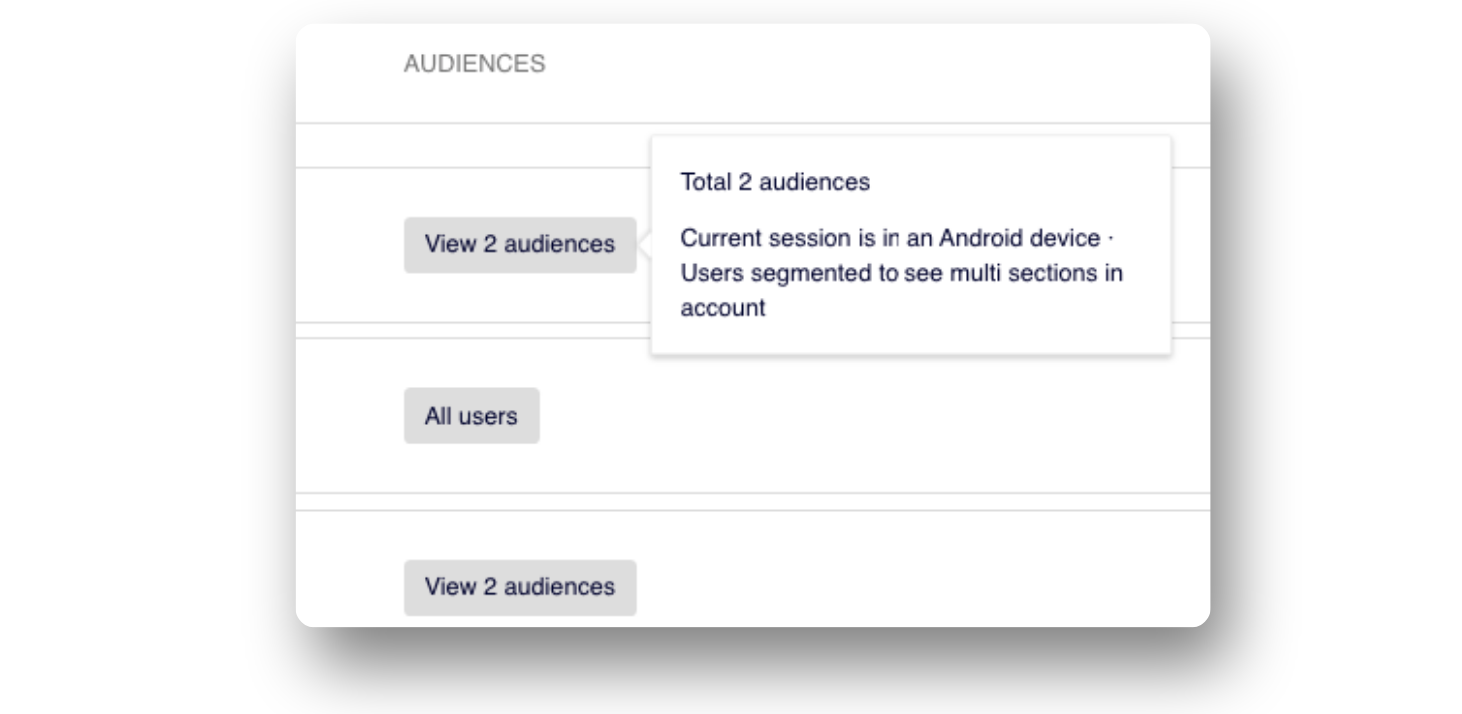 AUDIENCES
Total 2 audiences
View 2 audiences
Current session is in an Android device ·
Users segmented to see multi sections in
account
All users
View 2 audiences